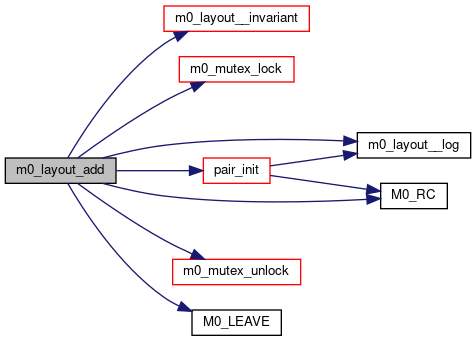 m0_layout__invariant
m0_mutex_lock
m0_layout__log
m0_layout_add
pair_init
M0_RC
m0_mutex_unlock
M0_LEAVE